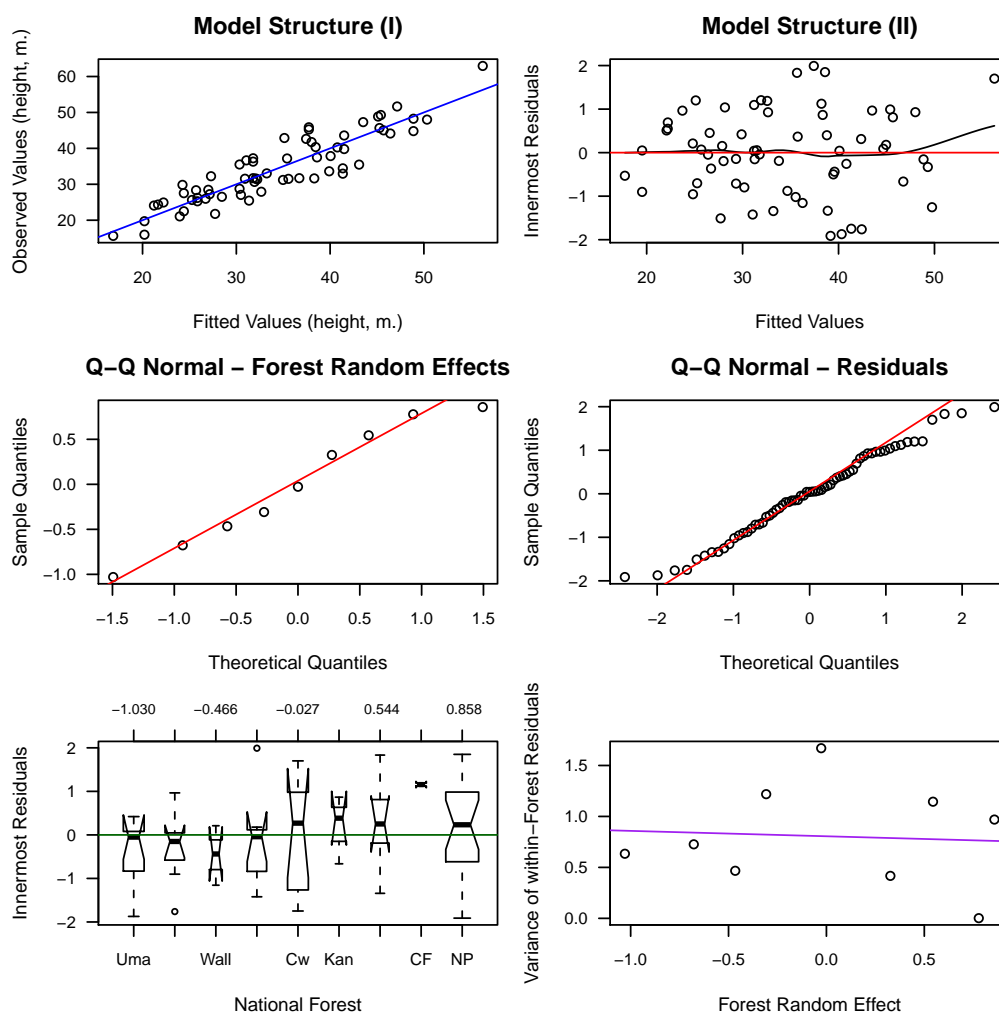 Model Structure (I)
Observed Values (height, m.)
60
50
40
30
20
20 30 40 50
Fitted Values (height, m.)
Model Structure (II)
Innermost Residuals
2
1
0
−1
−2
20 30 40 50
Fitted Values
Q−Q Normal − Forest Random Effects
Sample Quantiles
0.5
0.0
−0.5
−1.0
−1.5 −1.0 −0.5 0.0 0.5 1.0 1.5
Theoretical Quantiles
Q−Q Normal − Residuals
Sample Quantiles
2
1
0
−1
−2
−2 −1 0 1 2
Theoretical Quantiles
−1.030 −0.466 −0.027 0.544 0.858
Innermost Residuals
2
1
0
−1
−2
Uma Wall Cw Kan CF NP
National Forest
Variance of within−Forest Residuals
1.5
1.0
0.5
0.0
−1.0 −0.5 0.0 0.5
Forest Random Effect